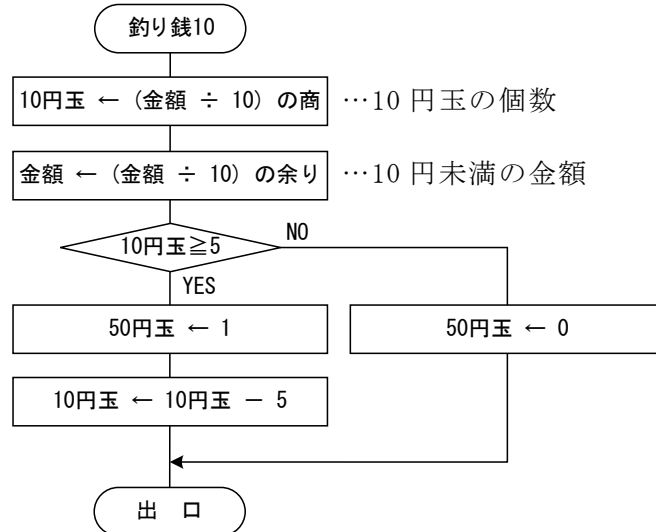 釣り銭10
10円玉 ← (金額 ÷ 10) の商 …10 円玉の個数
金額 ← (金額 ÷ 10) の余り …10 円未満の金額
10円玉≧5
NO
YES
50円玉 ← 1
50円玉 ← 0
10円玉 ← 10円玉 － 5
出 口